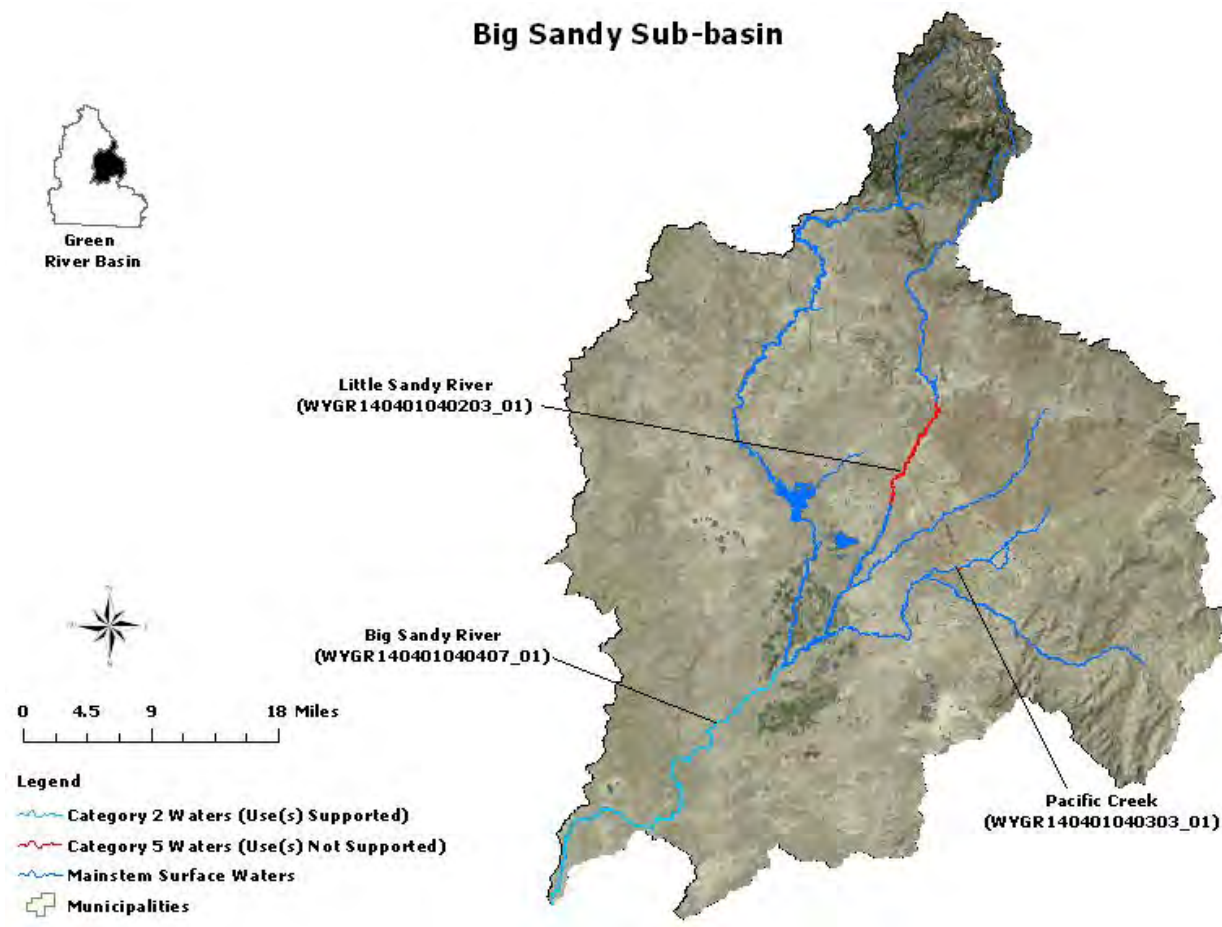 Big Sandy Sub-basin
Green
River Basin
Little Sandy River
(WYGR140401040203_01)
Big Sandy River
(WYGR140401040407_01)
0 4.5 9 18 Miles
Legend
Category 2 Waters (Use(s) Supported)
Category 5 Waters (Use(s) Not Supported)
Mainstem Surface Waters
Municipalities
Pacific Creek
(WYGR140401040303_01)